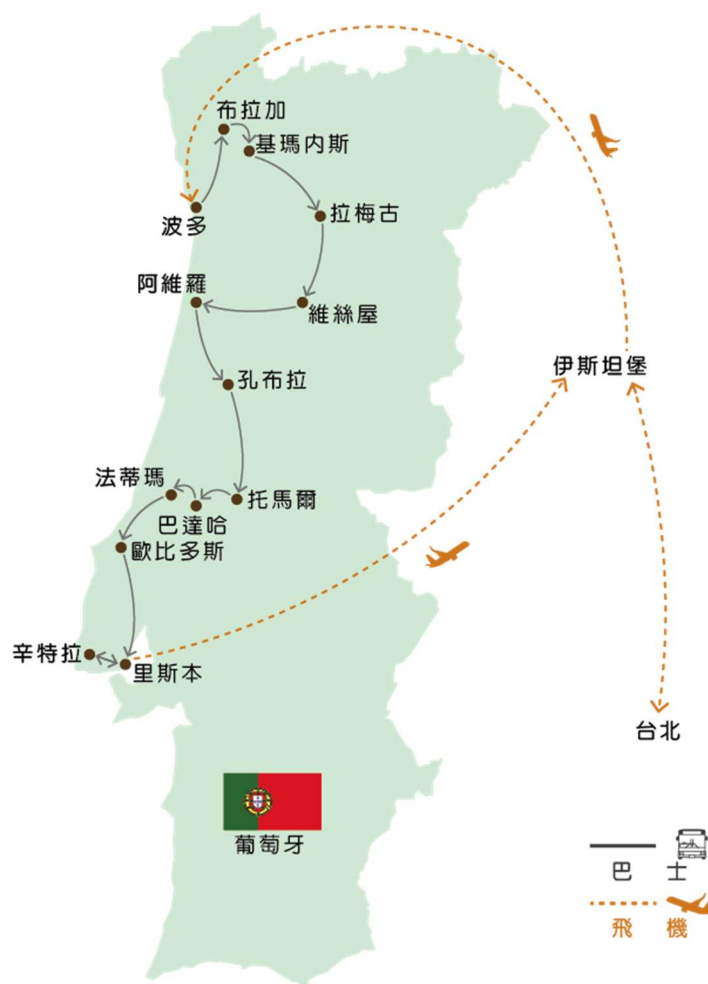 布拉加
基瑪內斯
拉梅古
波多
阿維羅
維絲屋
伊斯坦堡
孔布拉
法蒂瑪
托馬爾
巴達哈
歐比多斯
辛特拉
里斯本
台北
葡萄牙
巴 士
飛 機